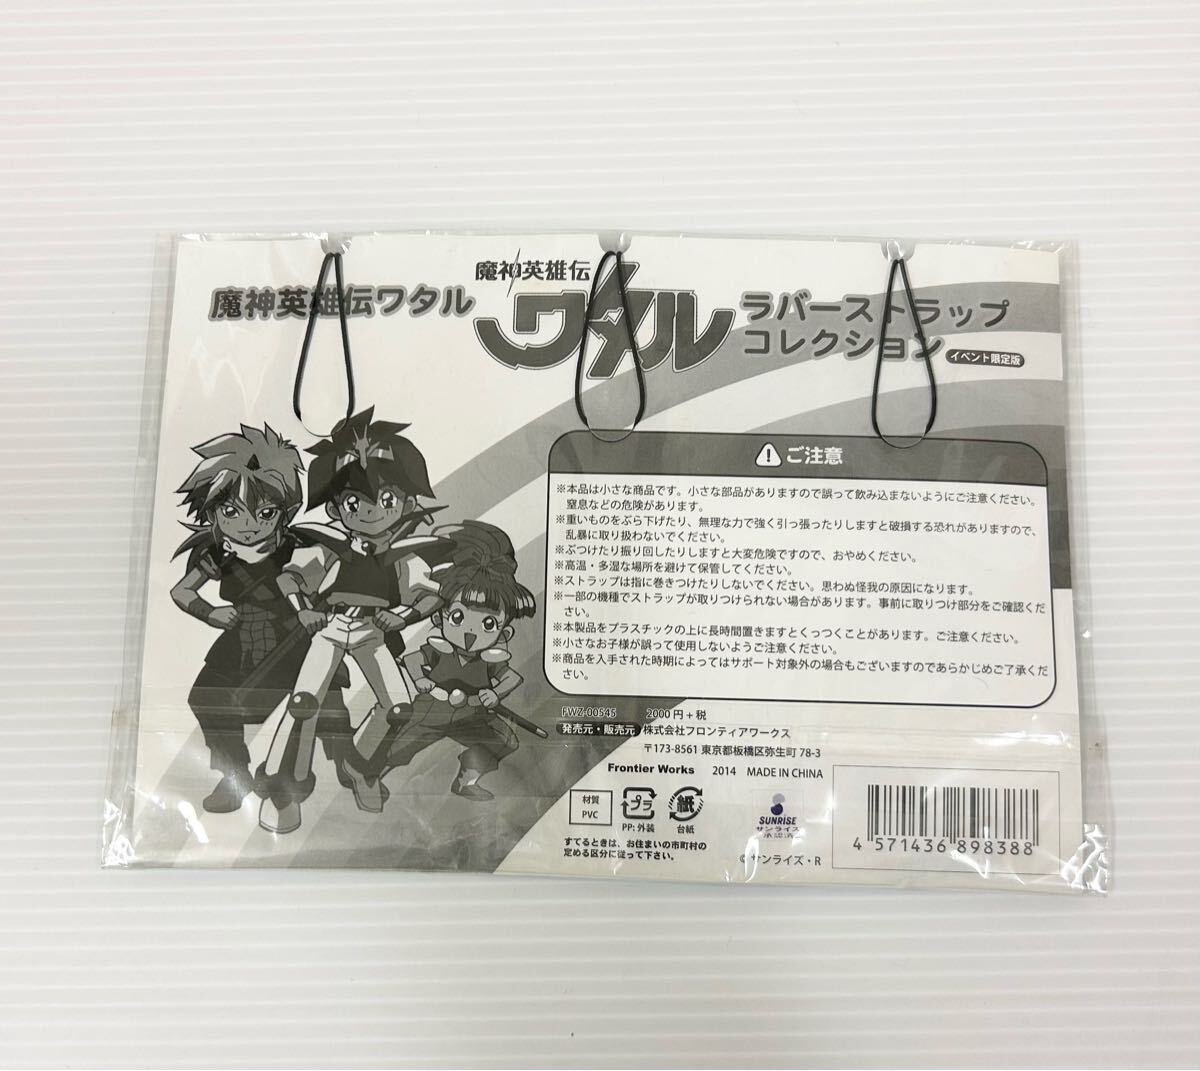 魔神英雄伝ワタル
魔神英雄伝
ワタル
ラバーストラップ
コレクション
イベント限定版
ご注意
※本品は小さな商品です。小さな部品がありますので誤って飲み込まないようにご注意ください。
窒息などの危険があります。
※重いものをぶら下げたり、無理な力で強く引っ張ったりしますと破損する恐れがありますので、
乱暴に取り扱わないでください。
※ぶつけたり振り回したりしますと大変危険ですので、おやめください。
※高温・多湿な場所を避けて保管してください。
※ストラップは指に巻きつけたりしないでください。思わぬ怪我の原因になります。
※一部の機種でストラップが取りつけられない場合があります。事前に取りつけ部分をご確認くだ
さい。
※本製品をプラスチックの上に長時間置きますとくっつくことがあります。ご注意ください。
※小さなお子様が誤って使用しないようご注意ください。
※商品を入手された時期によってはサポート対象外の場合もございますのであらかじめご了承くだ
さい。
FWZ-00545 2000円+税
発売元・販売元 株式会社フロンティアワークス
〒173-8561 東京都板橋区弥生町 78-3
Frontier Works 2014 MADE IN CHINA
材質
PVC
プラ
PP: 外装
紙
台紙
すてるときは、お住まいの市町村の
定める区分に従って下さい。
SUNRISE
サンライズ
承認済
©サンライズ・R
4 571436 898388